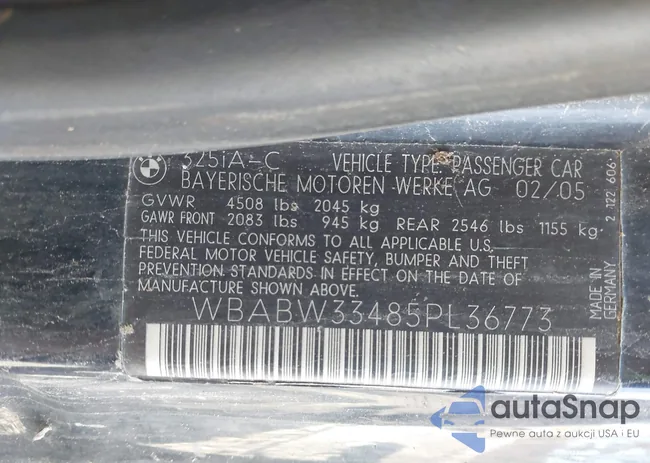 325iA-C VEHICLE TYPE: PASSENGER CAR
BAYERISCHE MOTOREN WERKE AG 02/05
GVWR 4508 lbs 2045 kg
GAWR FRONT 2083 lbs 945 kg REAR 2546 lbs 1155 kg
THIS VEHICLE CONFORMS TO ALL APPLICABLE U.S.
FEDERAL MOTOR VEHICLE SAFETY, BUMPER AND THEFT
PREVENTION STANDARDS IN EFFECT ON THE DATE OF
MANUFACTURE SHOWN ABOVE.
WBABW33485PL36773
MADE IN
GERMANY
2 122 606
autaSnap
Pewne auta z aukcji USA i EU